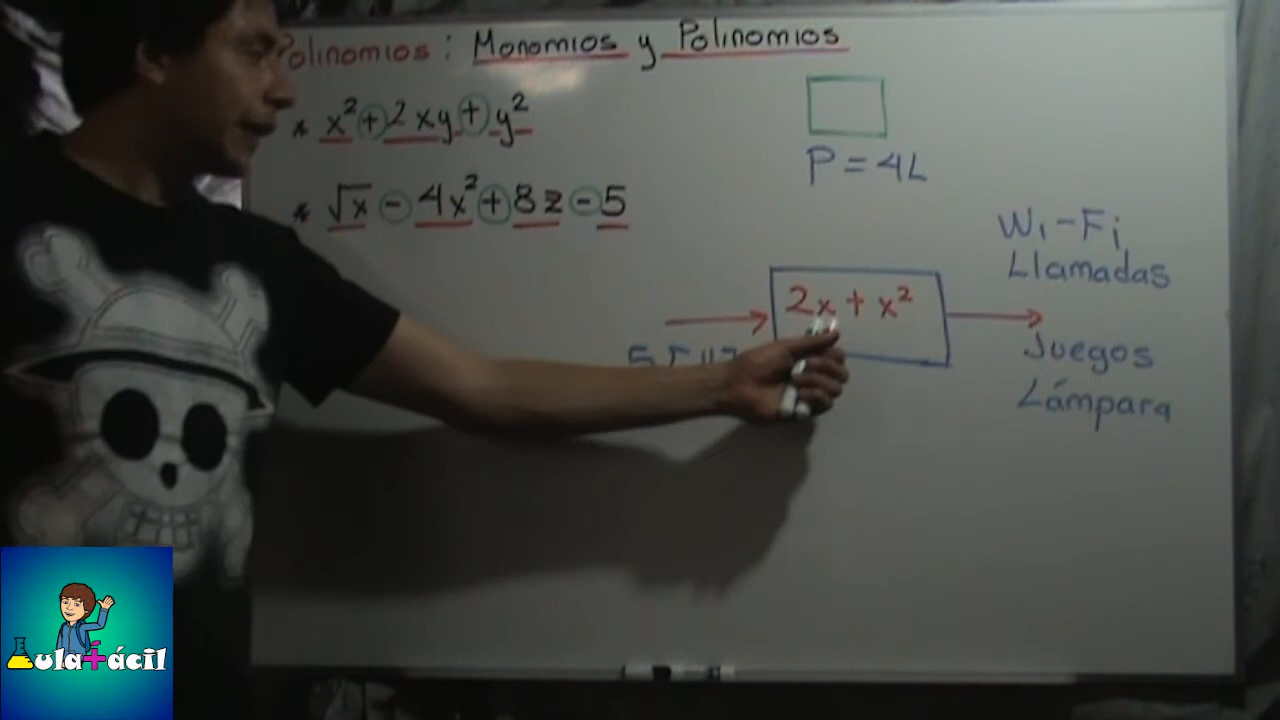 Polinomios: Monomios y Polinomios
* x² + 2xy + y²
* √x - 4x² + 8z - 5
P = 4L
Wi-Fi
Llamadas
2x + x²
Juegos
Lámpara
Aula+ácil